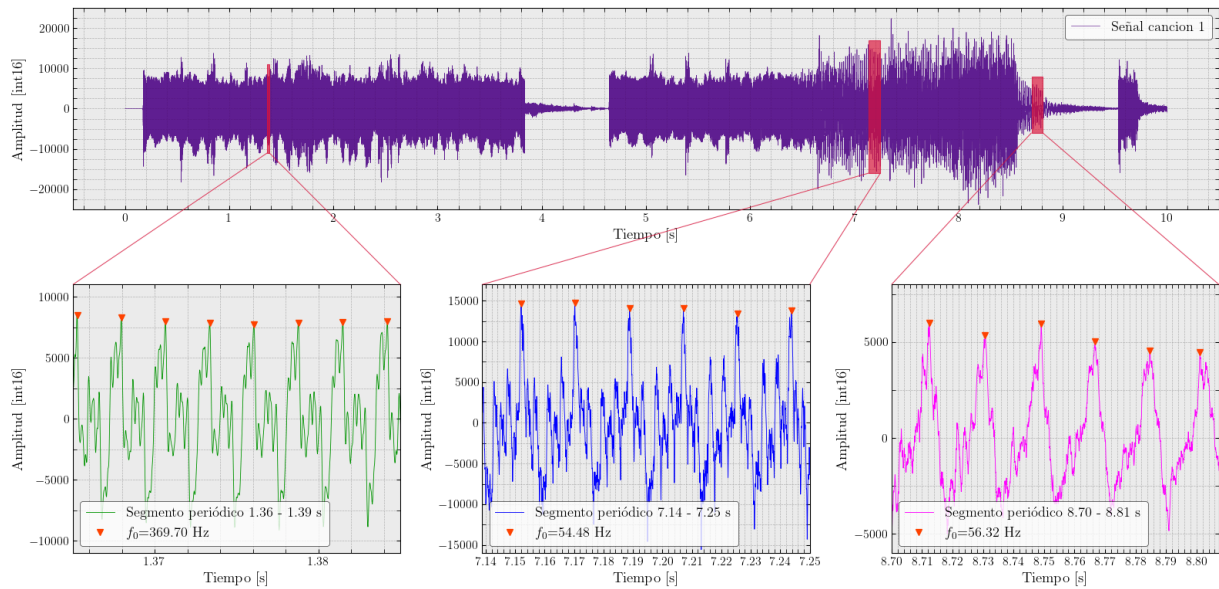 20000
10000
0
−10000
−20000
Amplitud [int16]
Señal cancion 1
0 1 2 3 4 5 6 7 8 9 10
Tiempo [s]
10000
5000
0
−5000
−10000
Amplitud [int16]
Segmento periódico 1.36 - 1.39 s
f0=369.70 Hz
1.37 1.38
Tiempo [s]
15000
10000
5000
0
−5000
−10000
−15000
Amplitud [int16]
Segmento periódico 7.14 - 7.25 s
f0=54.48 Hz
7.14 7.15 7.16 7.17 7.18 7.19 7.20 7.21 7.22 7.23 7.24 7.25
Tiempo [s]
5000
0
−5000
Amplitud [int16]
Segmento periódico 8.70 - 8.81 s
f0=56.32 Hz
8.70 8.71 8.72 8.73 8.74 8.75 8.76 8.77 8.78 8.79 8.80
Tiempo [s]